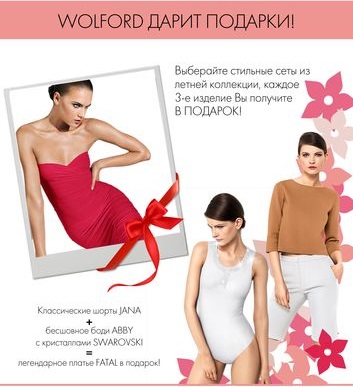 WOLFORD ДАРИТ ПОДАРКИ!
Выберайте стильные сеты из
летней коллекции, каждое
3-е изделие Вы получите
В ПОДАРОК!
Классические шорты JANA
+
бесшовное боди ABBY
с кристаллами SWAROVSKI
=
легендарное платье FATAL в подарок!